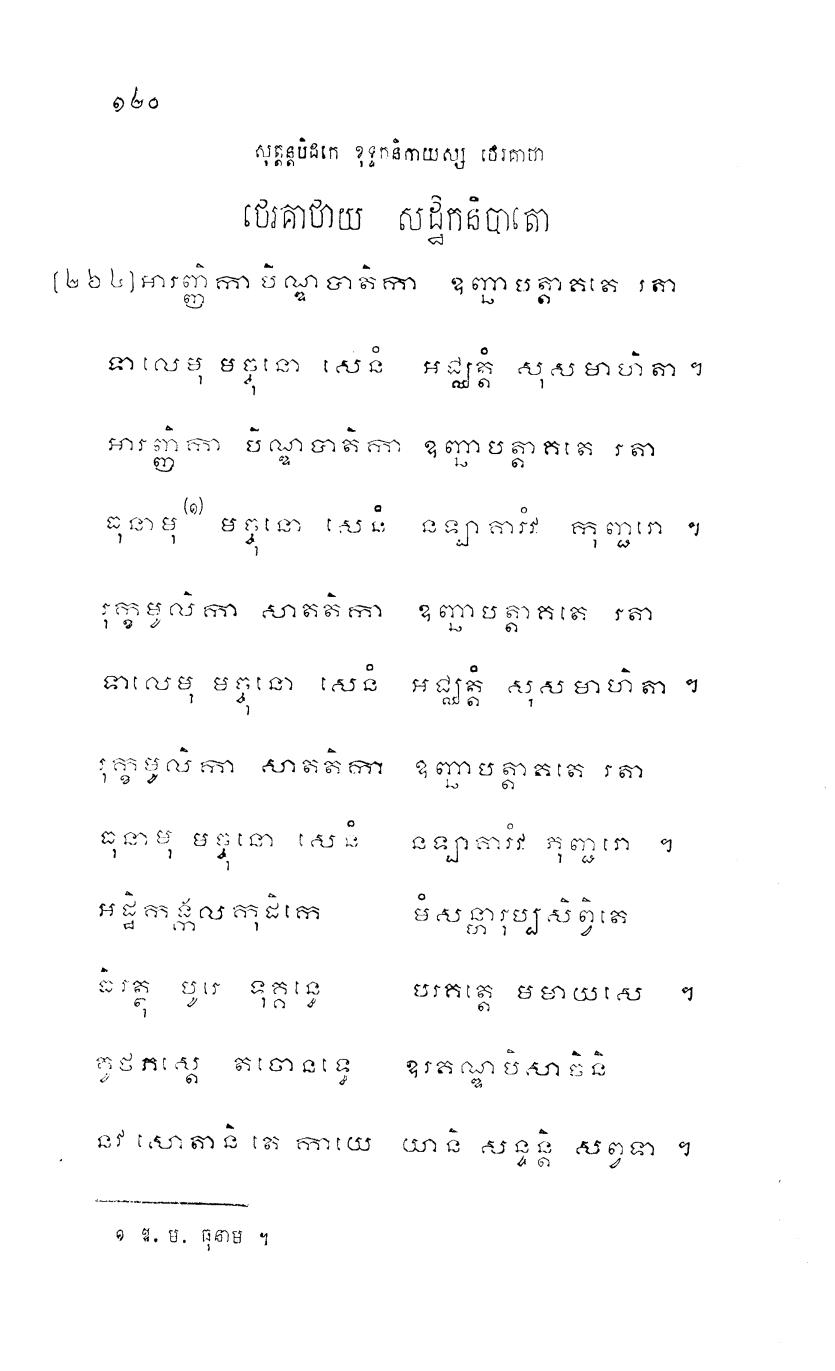 ១៤០
សុត្តន្តបិដកេ ខុទ្ទកនិកាយស្ស ថេរគាថា
ថេរគាថាយ សដ្ឋិកនិបាតោ
[២៦៤] អារញ្ញិកា បិណ្ឌបាតិកា ឧញ្ឆាបត្តាគតេ រតា
ទាលេមុ មច្ចុនោ សេនំ អជ្ឈត្តំ សុសមាហិតា ។
អារញ្ញិកា បិណ្ឌបាតិកា ឧញ្ឆាបត្តាគតេ រតា
ធុនាមុ(១) មច្ចុនោ សេនំ នឡាគារំវ កុញ្ជរោ ។
រុក្ខមូលិកា សាតតិកា ឧញ្ឆាបត្តាគតេ រតា
ទាលេមុ មច្ចុនោ សេនំ អជ្ឈត្តំ សុសមាហិតា ។
រុក្ខមូលិកា សាតតិកា ឧញ្ឆាបត្តាគតេ រតា
ធុនាមុ មច្ចុនោ សេនំ នឡាគារំវ កុញ្ជរោ ។
អដ្ឋិកង្កលកុដិកេ មំសន្ហារុប្បសិព្វិតេ
ធិរត្ថុ បូរេ ទុគ្គន្ធេ បរគត្តេ មមាយសេ ។
គូថភស្តេ តចោនទ្ធេ ឧរគណ្ឌបិសាចិនិ
នវ សោតានិ តេ កាយេ យានិ សន្ទន្តិ សព្វទា ។
១ ឱ. ម. ធុនាម ។